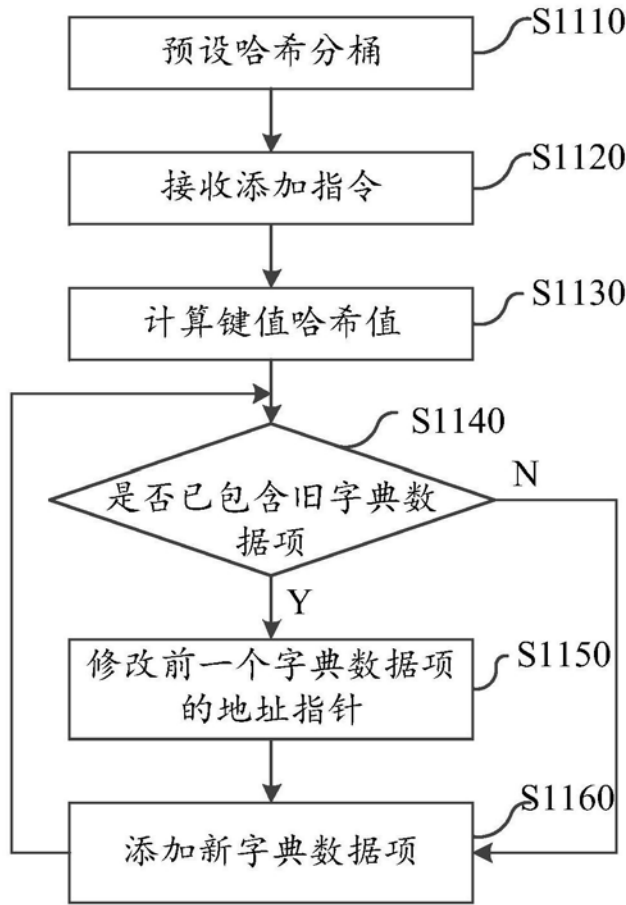 S1110
预设哈希分桶
S1120
接收添加指令
S1130
计算键值哈希值
S1140
是否已包含旧字典数
据项
N
Y
S1150
修改前一个字典数据项
的地址指针
S1160
添加新字典数据项